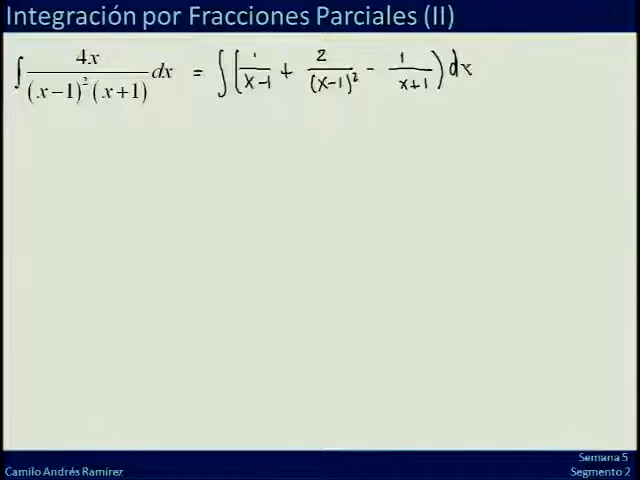 Integración por Fracciones Parciales (II)
∫ 4x / (x−1)² (x+1) dx = ∫ ( 1/(x−1) + 2/(x−1)² − 1/(x+1) ) dx
Semana 5
Camilo Andrés Ramírez Segmento 2